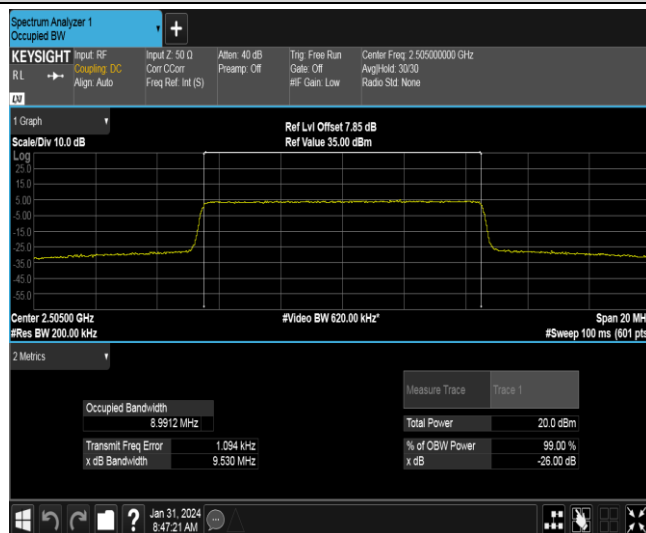 Spectrum Analyzer 1
Occupied BW
+
KEYSIGHT Input: RF Input Z: 50 Ω Atten: 40 dB Trig: Free Run Center Freq: 2.505000000 GHz
RL Coupling: DC Corr CCorr Preamp: Off Gate: Off Avg|Hold: 30/30
Align: Auto Freq Ref: Int (S) #IF Gain: Low Radio Std: None
LXI
1 Graph
Ref Lvl Offset 7.85 dB
Scale/Div 10.0 dB Ref Value 35.00 dBm
Log
25.0
15.0
5.00
-5.00
-15.0
-25.0
-35.0
-45.0
-55.0
Center 2.50500 GHz #Video BW 620.00 kHz* Span 20 MH
#Res BW 200.00 kHz #Sweep 100 ms (601 pts
2 Metrics
Measure Trace Trace 1
Occupied Bandwidth
8.9912 MHz Total Power 20.0 dBm
Transmit Freq Error 1.094 kHz % of OBW Power 99.00 %
x dB Bandwidth 9.530 MHz x dB -26.00 dB
? Jan 31, 2024
8:47:21 AM